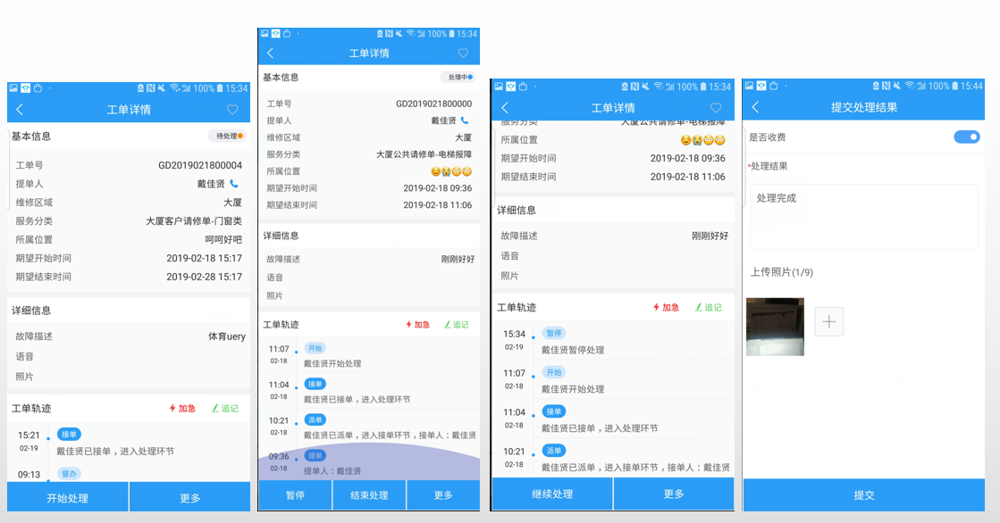 100% 15:34
工单详情
基本信息
待处理
工单号 GD2019021800004
提单人 戴佳贤
维修区域 大厦
服务分类 大厦客户请修单-门窗类
所属位置 呵呵好吧
期望开始时间 2019-02-18 15:17
期望结束时间 2019-02-28 15:17
详细信息
故障描述 体育uery
语音
照片
工单轨迹 加急 追记
15:21 接单
02-19 戴佳贤已接单，进入处理环节
09:13 督办
开始处理 更多
100% 15:34
工单详情
基本信息 处理中
工单号 GD2019021800000
提单人 戴佳贤
维修区域 大厦
服务分类 大厦公共请修单-电梯报障
所属位置 😊😭😳😳
期望开始时间 2019-02-18 09:36
期望结束时间 2019-02-18 11:06
详细信息
故障描述 刚刚好好
语音
照片
工单轨迹 加急 追记
11:07 开始
02-18 戴佳贤开始处理
11:04 接单
02-18 戴佳贤已接单，进入处理环节
10:21 派单
02-18 戴佳贤已派单，进入接单环节，接单人：戴佳贤
09:36 提单
02-18 提单人：戴佳贤
暂停 结束处理 更多
100% 15:34
工单详情
服务分类 大厦公共请修单-电梯报障
所属位置 😊😭😳😳
期望开始时间 2019-02-18 09:36
期望结束时间 2019-02-18 11:06
详细信息
故障描述 刚刚好好
语音
照片
工单轨迹 加急 追记
15:34 暂停
02-19 戴佳贤暂停处理
11:07 开始
02-18 戴佳贤开始处理
11:04 接单
02-18 戴佳贤已接单，进入处理环节
10:21 派单
02-18 戴佳贤已派单，进入接单环节，接单人：戴佳贤
继续处理 更多
100% 15:44
提交处理结果
是否收费
*处理结果
处理完成
上传照片(1/9)
提交